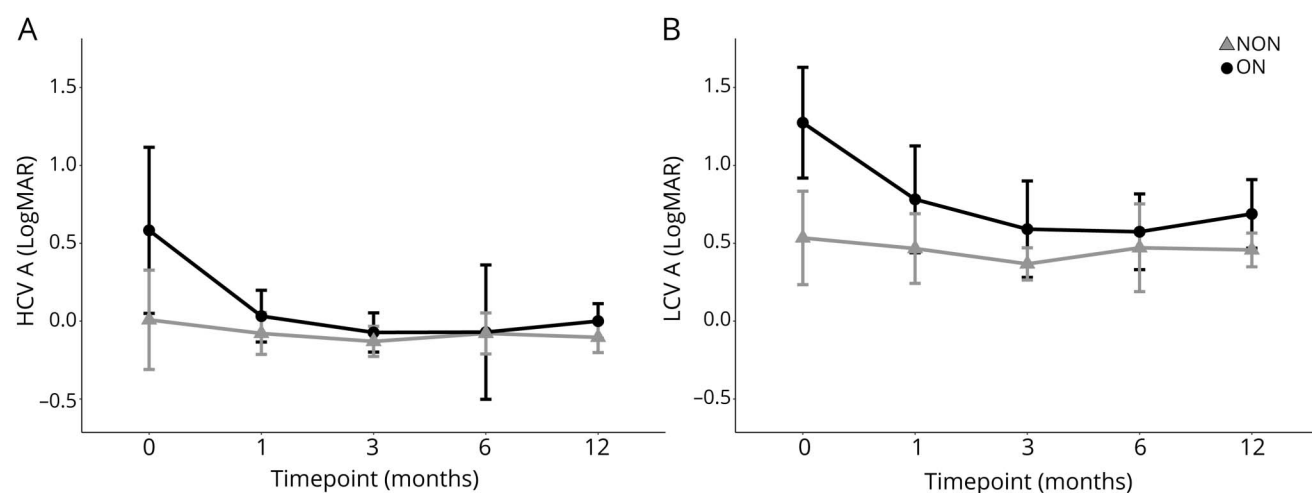 A
1.5
1.0
0.5
0.0
–0.5
HCV A (LogMAR)
0 1 3 6 12
Timepoint (months)
B
NON
ON
1.5
1.0
0.5
0.0
–0.5
LCV A (LogMAR)
0 1 3 6 12
Timepoint (months)